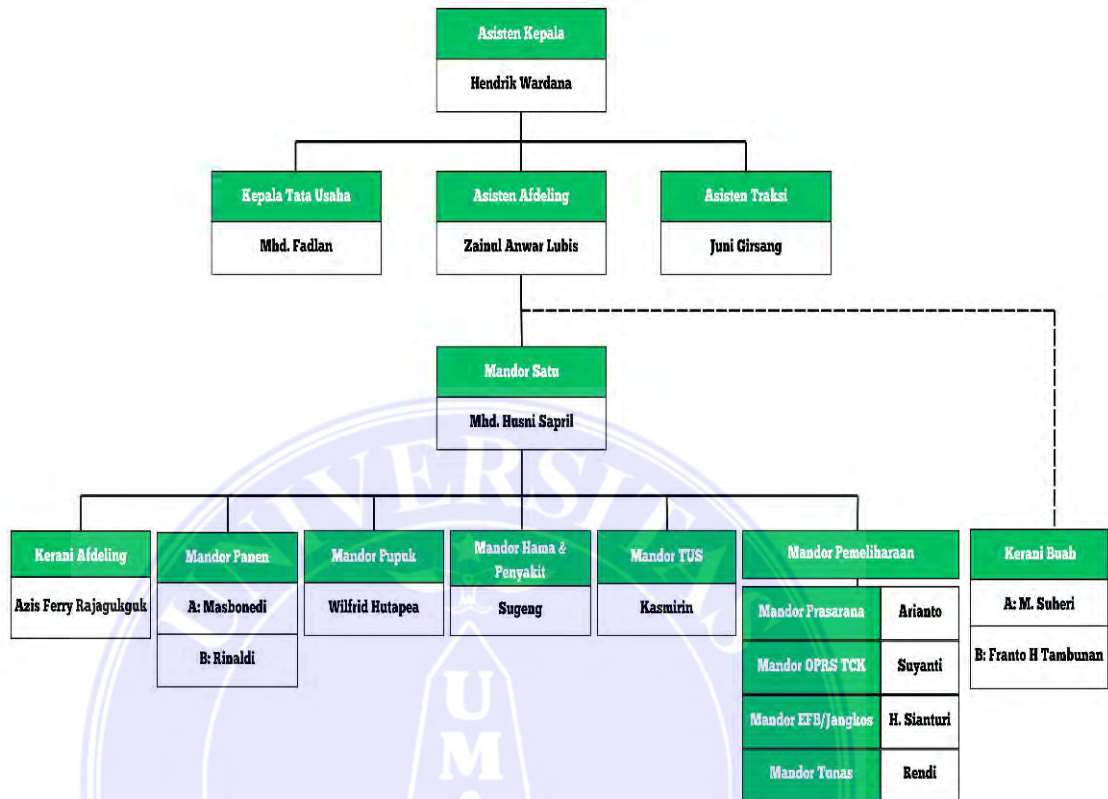 Asisten Kepala
Hendrik Wardana
Kepala Tata Usaha
Mhd. Fadlan
Asisten Afdeling
Zainul Anwar Lubis
Asisten Traksi
Juni Girsang
Mandor Satu
Mhd. Husni Sapril
Kerani Afdeling
Azis Ferry Rajagukguk
Mandor Panen
A: Masbonedi
B: Rinaldi
Mandor Pupuk
Wilfrid Hutapea
Mandor Hama &
Penyakit
Sugeng
Mandor TUS
Kasmirin
Mandor Pemeliharaan
Mandor Prasarana Arianto
Mandor OPRS TCK Suyanti
Mandor EFB/Jangkos H. Sianturi
Mandor Tunas Rendi
Kerani Buah
A: M. Suheri
B: Franto H Tambunan
UNIVERSITAS
U
M